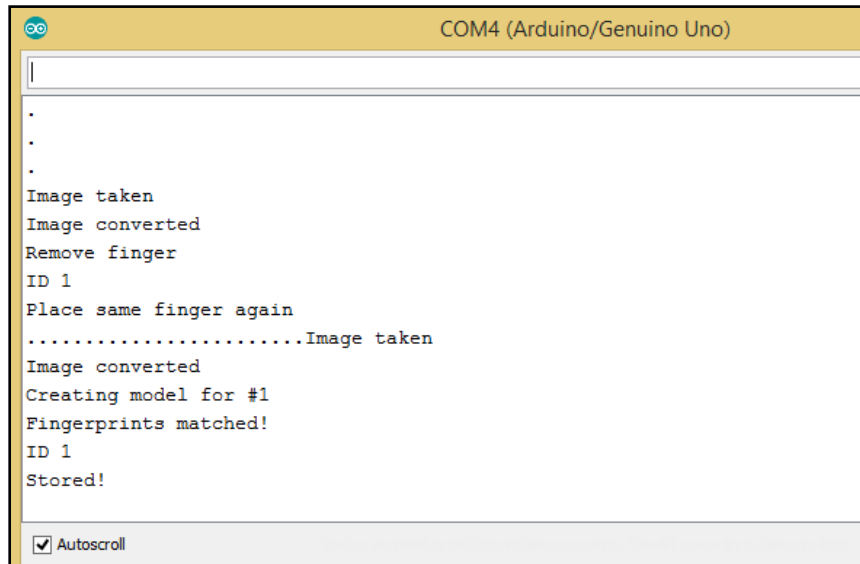 COM4 (Arduino/Genuino Uno)
.
.
.
Image taken
Image converted
Remove finger
ID 1
Place same finger again
........................Image taken
Image converted
Creating model for #1
Fingerprints matched!
ID 1
Stored!
Autoscroll